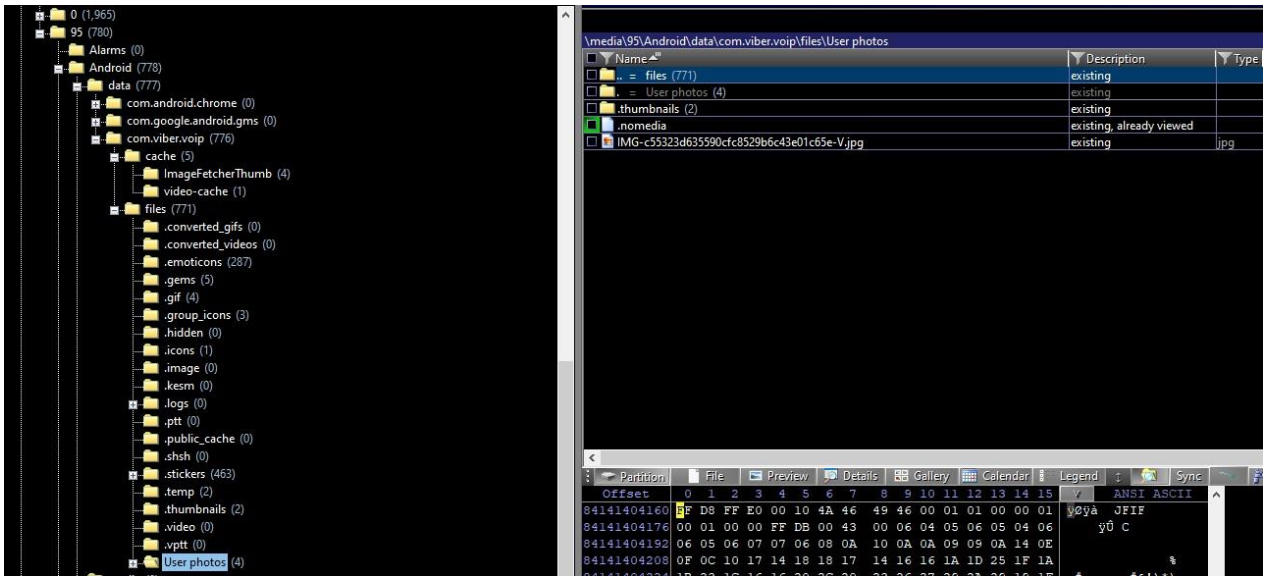 0 (1,965)
95 (780)
Alarms (0)
Android (778)
data (777)
com.android.chrome (0)
com.google.android.gms (0)
com.viber.voip (776)
cache (5)
ImageFetcherThumb (4)
video-cache (1)
files (771)
.converted_gifs (0)
.converted_videos (0)
.emoticons (287)
.gems (5)
.gif (4)
.group_icons (3)
.hidden (0)
.icons (1)
.image (0)
.kesm (0)
.logs (0)
.ptt (0)
.public_cache (0)
.shsh (0)
.stickers (463)
.temp (2)
.thumbnails (2)
.video (0)
.vptt (0)
User photos (4)
\media\95\Android\data\com.viber.voip\files\User photos
Name Description Type
.. = files (771) existing
. = User photos (4) existing
.thumbnails (2) existing
.nomedia existing, already viewed
IMG-c55323d635590cfc8529b6c43e01c65e-V.jpg existing jpg
Partition File Preview Details Gallery Calendar Legend Sync
Offset 0 1 2 3 4 5 6 7 8 9 10 11 12 13 14 15 ANSI ASCII
84141404160 FF D8 FF E0 00 10 4A 46 49 46 00 01 01 00 00 01 ÿØÿà JFIF
84141404176 00 01 00 00 FF DB 00 43 00 06 04 05 06 05 04 06 ÿÛ C
84141404192 06 05 06 07 07 06 08 0A 10 0A 0A 09 09 0A 14 0E
84141404208 0F 0C 10 17 14 18 18 17 14 16 16 1A 1D 25 1F 1A %